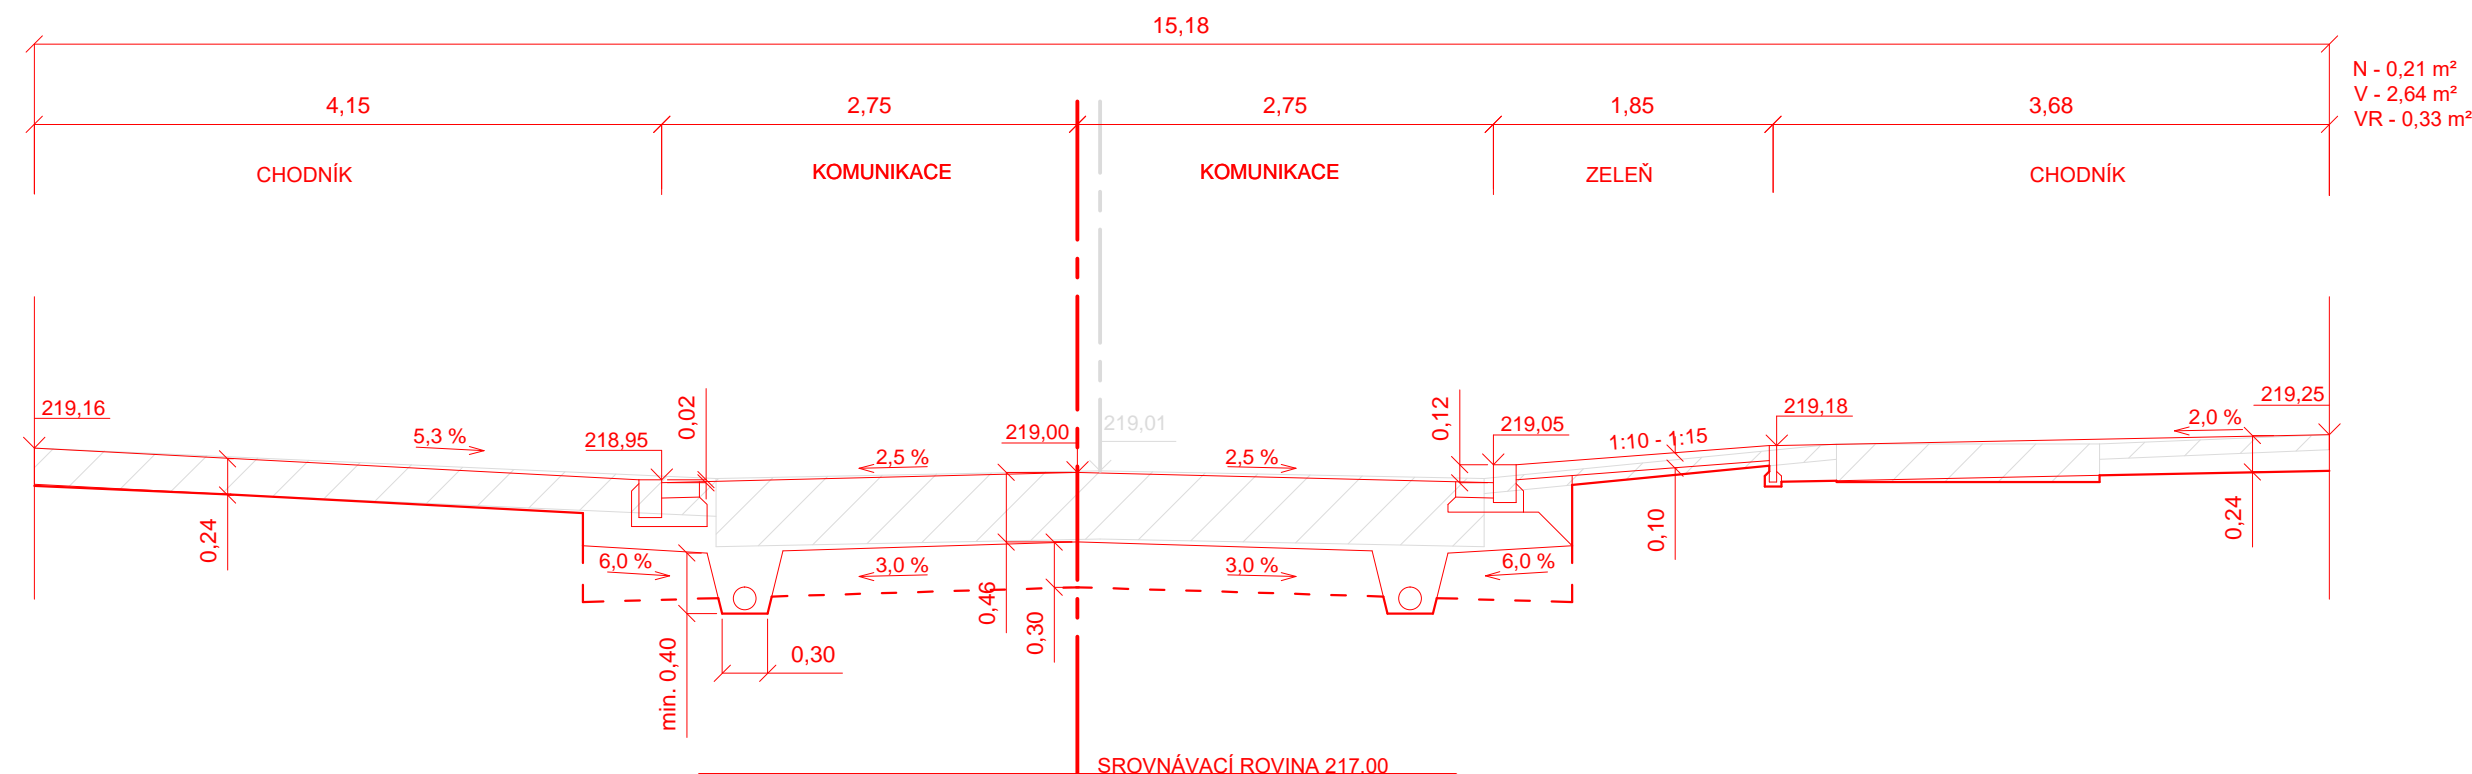 15,18
N - 0,21 m²
V - 2,64 m²
VR - 0,33 m²
4,15
2,75
2,75
1,85
3,68
CHODNÍK
KOMUNIKACE
KOMUNIKACE
ZELEŇ
CHODNÍK
219,16
5,3 %
218,95
0,02
2,5 %
219,00
219,01
2,5 %
0,12
219,05
1:10 - 1:15
219,18
2,0 %
219,25
0,24
6,0 %
3,0 %
3,0 %
6,0 %
0,10
0,24
min. 0,40
0,30
0,46
0,30
SROVNÁVACÍ ROVINA 217,00